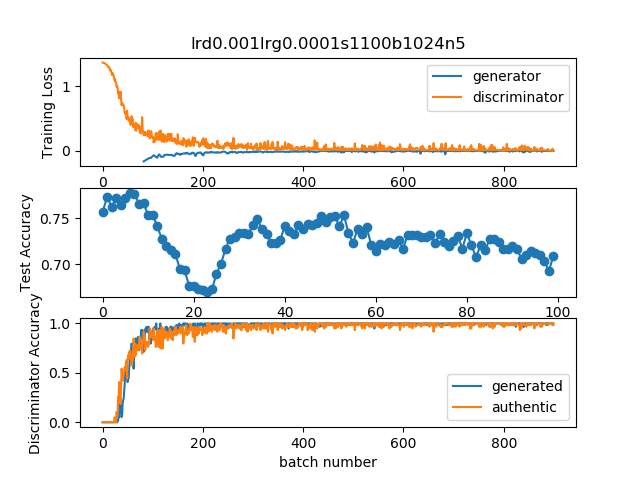 lrd0.001lrg0.0001s1100b1024n5
Training Loss
1
0
generator
discriminator
0 200 400 600 800
Test Accuracy
0.75
0.70
0 20 40 60 80 100
Discriminator Accuracy
1.0
0.5
0.0
generated
authentic
0 200 400 600 800
batch number